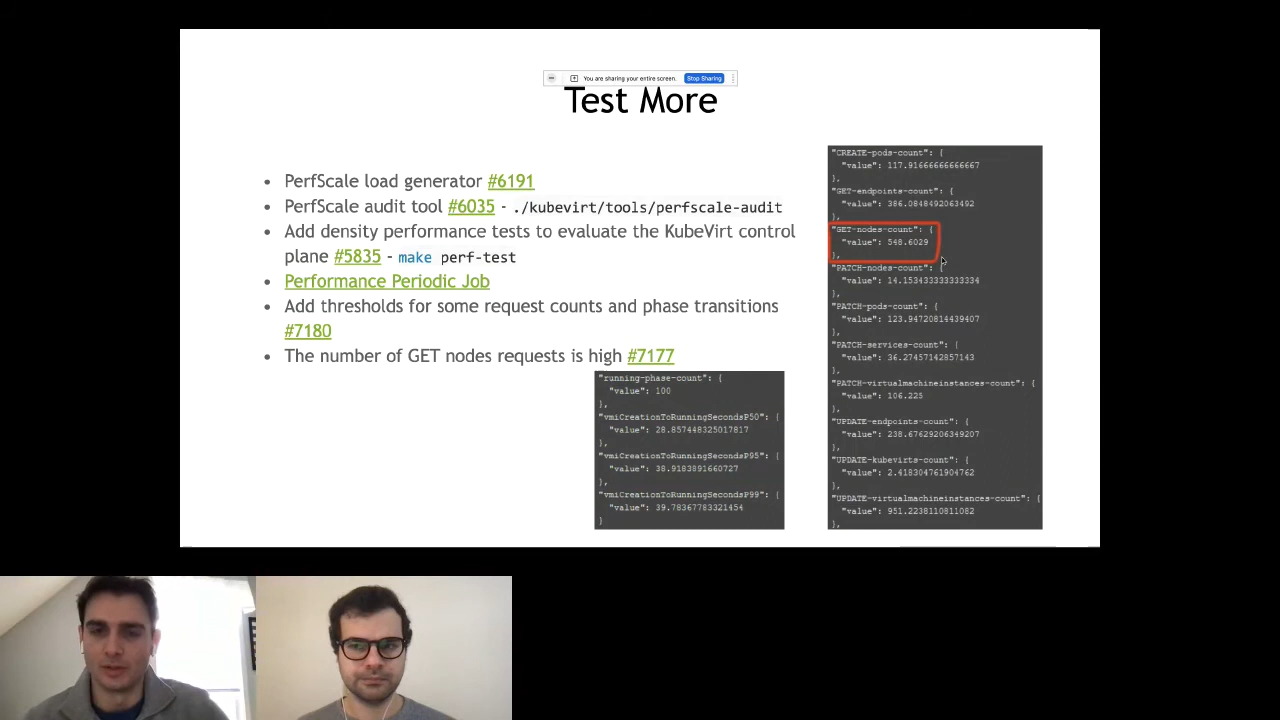 You are sharing your entire screen.
Stop Sharing
Test More
PerfScale load generator #6191
PerfScale audit tool #6035 - ./kubevirt/tools/perfscale-audit
Add density performance tests to evaluate the KubeVirt control
plane #5835 - make perf-test
Performance Periodic Job
Add thresholds for some request counts and phase transitions
#7180
The number of GET nodes requests is high #7177
"running-phase-count": {
"value": 100
},
"vmiCreationToRunningSecondsP50": {
"value": 28.857448325017817
},
"vmiCreationToRunningSecondsP95": {
"value": 38.9183891660727
},
"vmiCreationToRunningSecondsP99": {
"value": 39.78367783321454
}
"CREATE-pods-count": {
"value": 117.91666666666667
},
"GET-endpoints-count": {
"value": 386.0848492063492
},
"GET-nodes-count": {
"value": 548.6029
},
"PATCH-nodes-count": {
"value": 14.153433333333334
},
"PATCH-pods-count": {
"value": 123.94720814439407
},
"PATCH-services-count": {
"value": 36.27457142857143
},
"PATCH-virtualmachineinstances-count": {
"value": 106.225
},
"UPDATE-endpoints-count": {
"value": 238.67629206349207
},
"UPDATE-kubevirts-count": {
"value": 2.418304761904762
},
"UPDATE-virtualmachineinstances-count": {
"value": 951.2238110811082
},